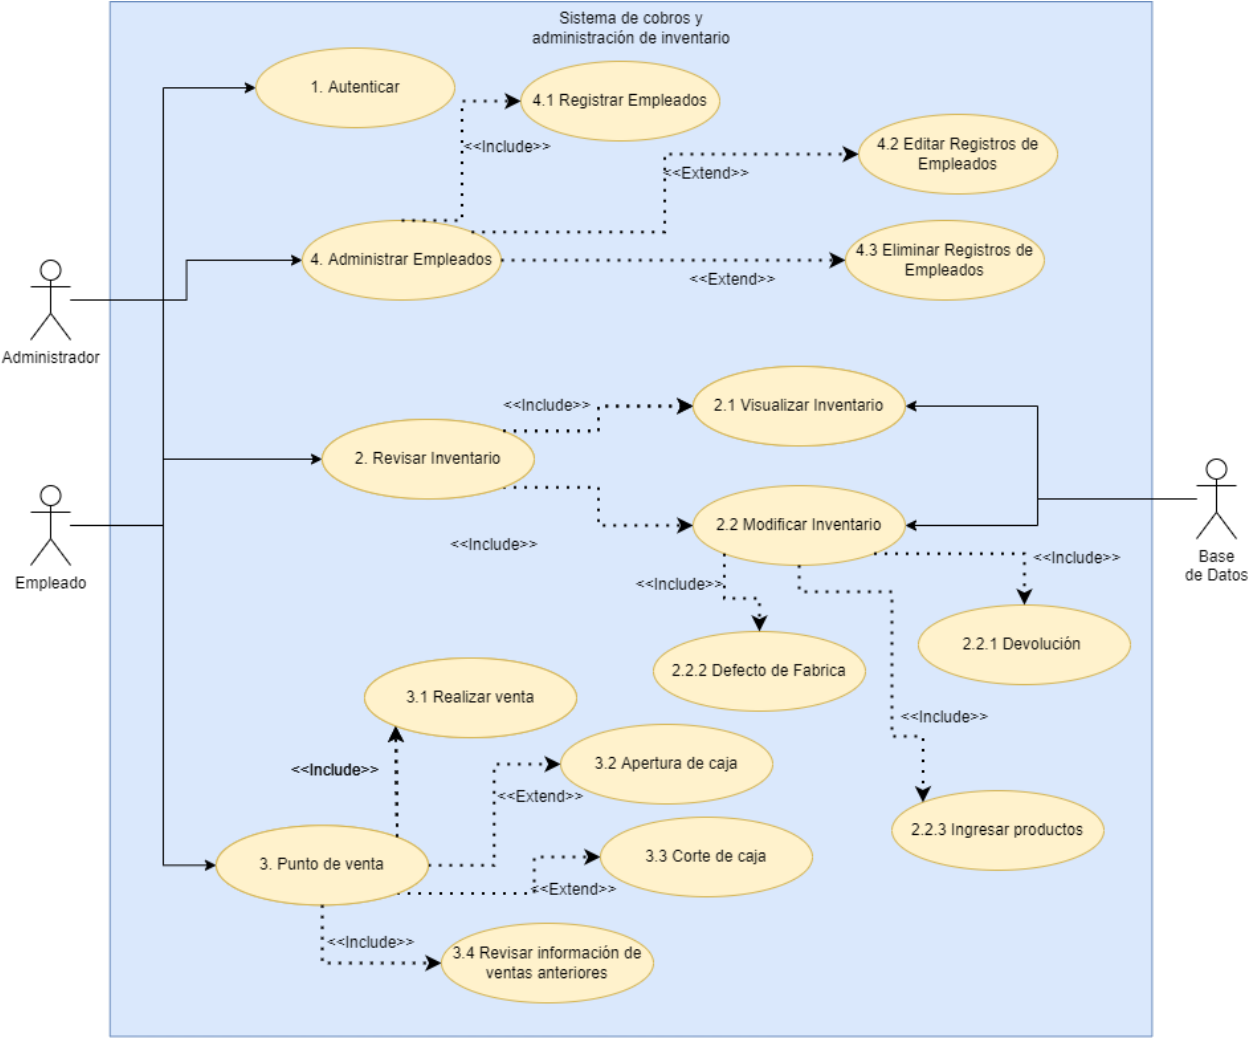 Sistema de cobros y
administración de inventario
1. Autenticar
4.1 Registrar Empleados
<<Include>>
4.2 Editar Registros de
Empleados
<<Extend>>
4. Administrar Empleados
4.3 Eliminar Registros de
Empleados
<<Extend>>
Administrador
<<Include>>
2.1 Visualizar Inventario
2. Revisar Inventario
2.2 Modificar Inventario
<<Include>>
Empleado
Base
de Datos
<<Include>>
<<Include>>
2.2.1 Devolución
2.2.2 Defecto de Fabrica
3.1 Realizar venta
<<Include>>
<<Include>>
3.2 Apertura de caja
<<Extend>>
2.2.3 Ingresar productos
3. Punto de venta
3.3 Corte de caja
<<Extend>>
<<Include>>
3.4 Revisar información de
ventas anteriores